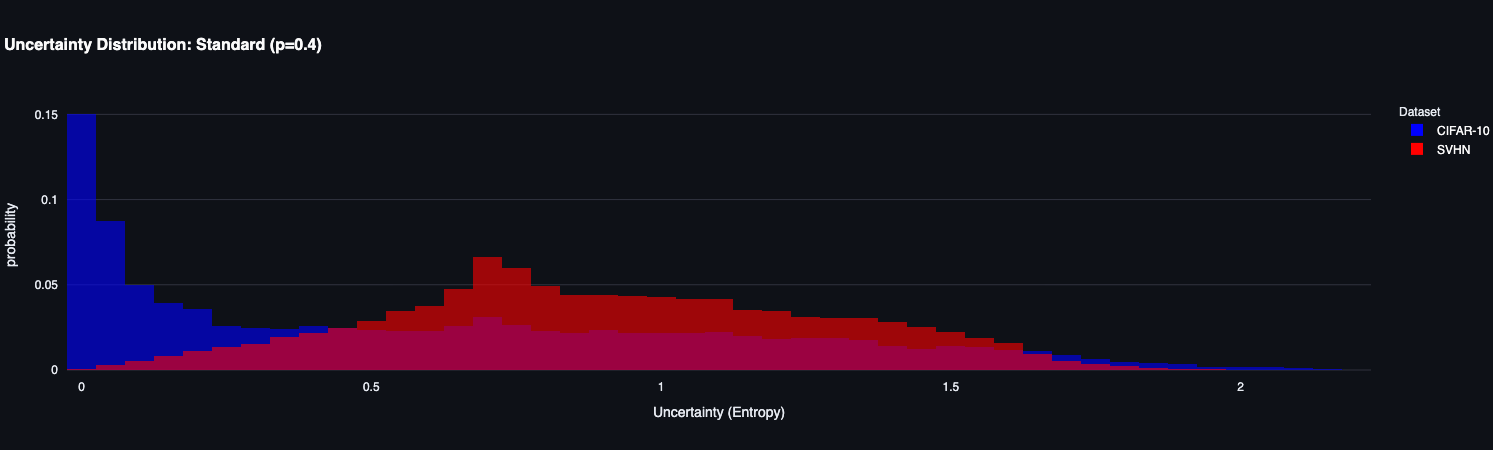 Uncertainty Distribution: Standard (p=0.4)
Dataset
CIFAR-10
SVHN
0.15
0.1
0.05
0
probability
0
0.5
1
1.5
2
Uncertainty (Entropy)